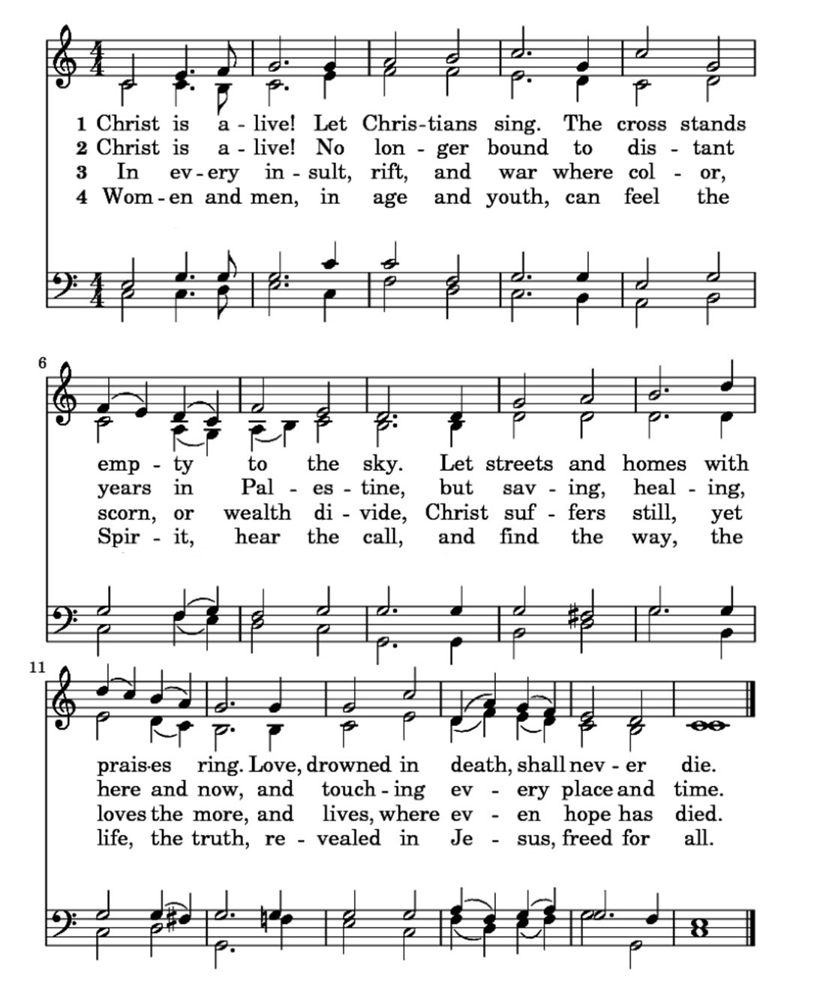 4
4
1 Christ is a - live! Let Chris - tians sing. The cross stands
2 Christ is a - live! No lon - ger bound to dis - tant
3 In ev - ery in - sult, rift, and war where col - or,
4 Wom - en and men, in age and youth, can feel the
4
4
6
emp - ty to the sky. Let streets and homes with
years in Pal - es - tine, but sav - ing, heal - ing,
scorn, or wealth di - vide, Christ suf - fers still, yet
Spir - it, hear the call, and find the way, the
11
prais - es ring. Love, drowned in death, shall nev - er die.
here and now, and touch - ing ev - ery place and time.
loves the more, and lives, where ev - en hope has died.
life, the truth, re - vealed in Je - sus, freed for all.